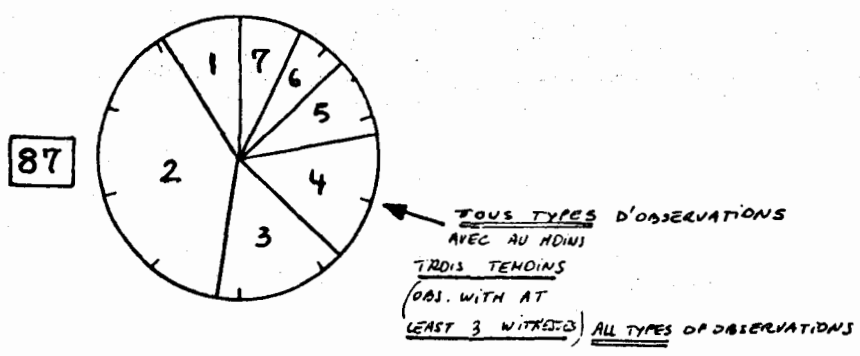 1
7
6
5
87
2
4
3
TOUS TYPES D'OBSERVATIONS
AVEC AU MOINS
TROIS TEMOINS
(OBS. WITH AT
LEAST 3 WITNESSES) ALL TYPES OF OBSERVATIONS